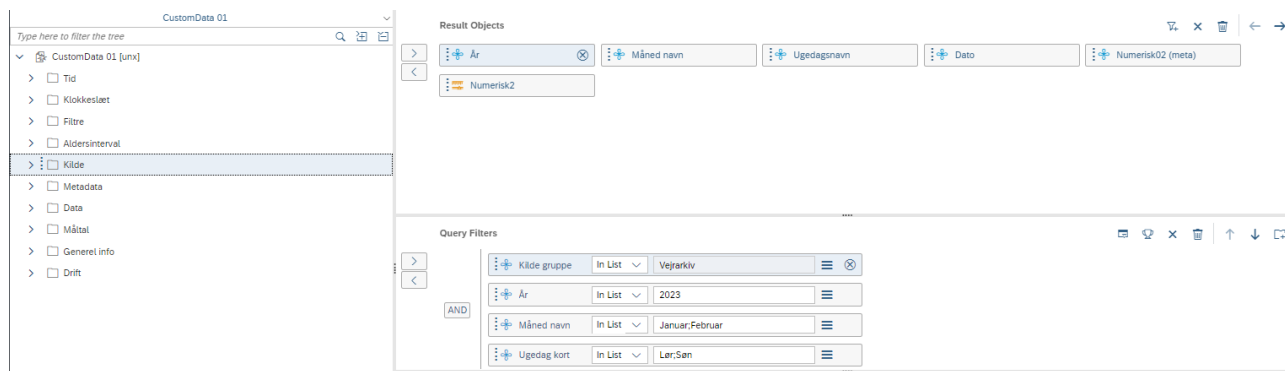 CustomData 01
Type here to filter the tree
CustomData 01 [unx]
Tid
Klokkeslæt
Filtre
Aldersinterval
Kilde
Metadata
Data
Måltal
Generel info
Drift
Result Objects
År
Måned navn
Ugedagsnavn
Dato
Numerisk02 (meta)
Numerisk2
Query Filters
AND
Kilde gruppe In List Vejrarkiv
År In List 2023
Måned navn In List Januar;Februar
Ugedag kort In List Lør;Søn